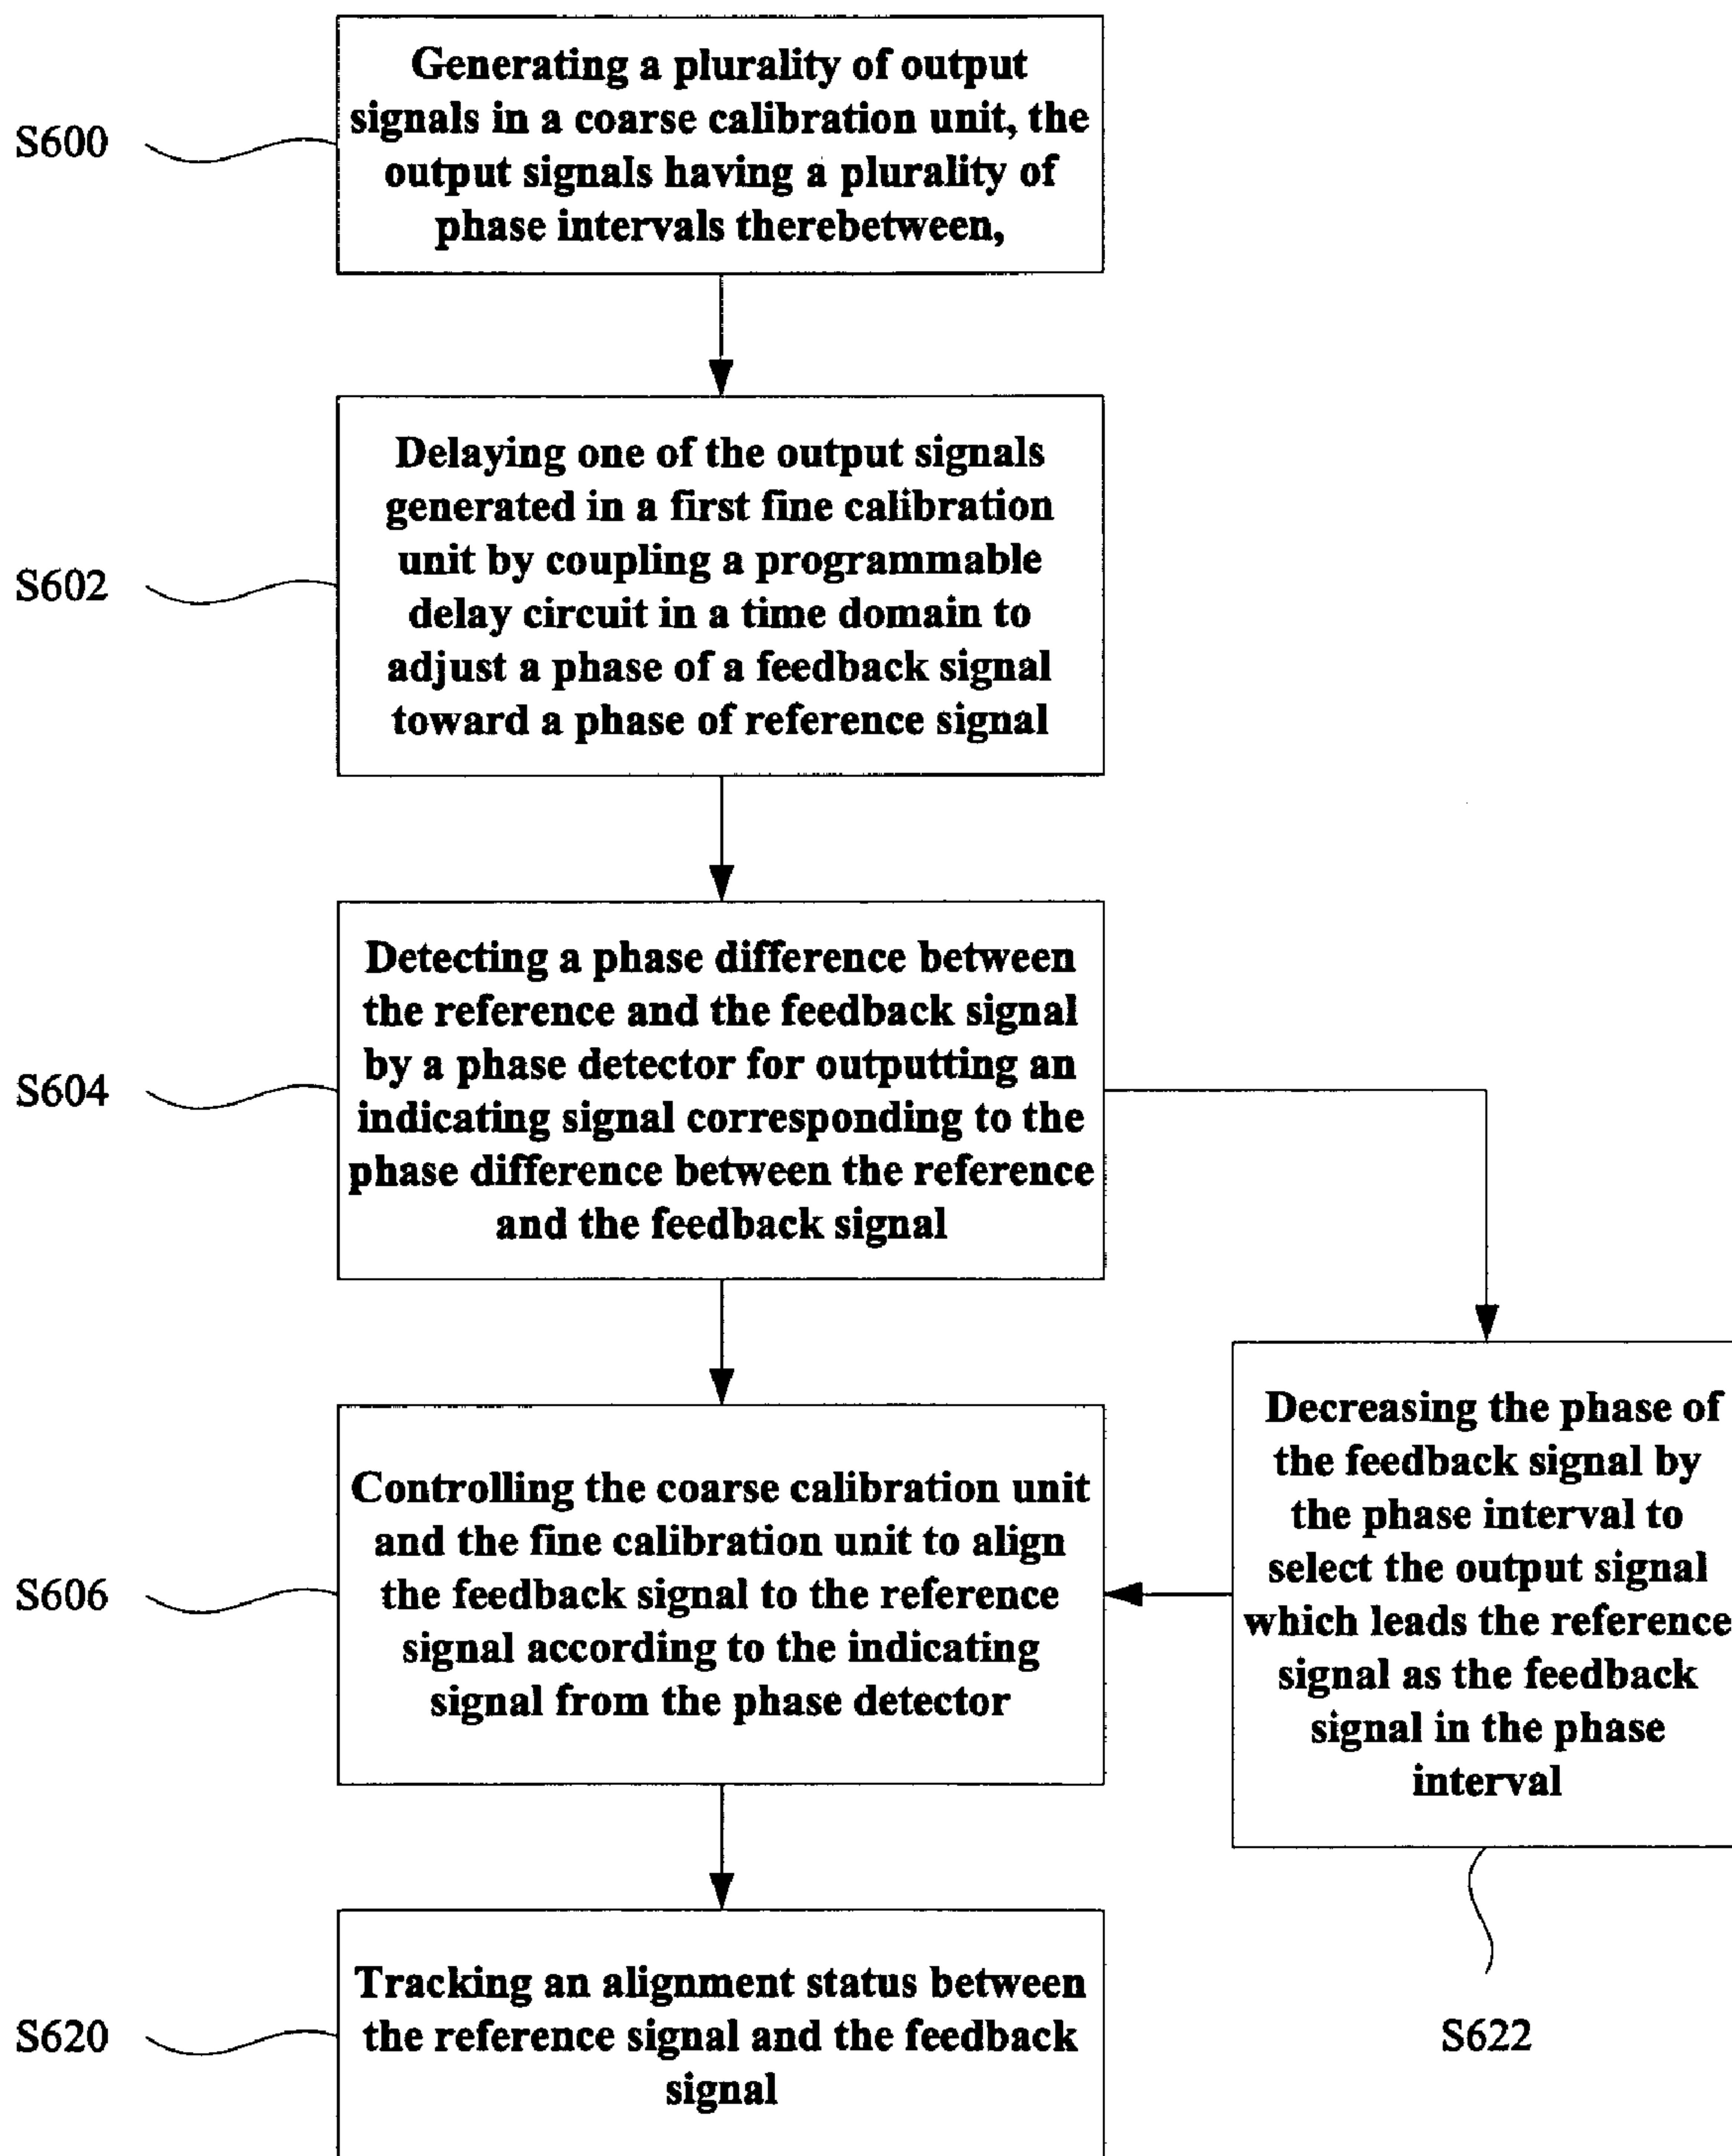 S600
Generating a plurality of output
signals in a coarse calibration unit, the
output signals having a plurality of
phase intervals therebetween,
S602
Delaying one of the output signals
generated in a first fine calibration
unit by coupling a programmable
delay circuit in a time domain to
adjust a phase of a feedback signal
toward a phase of reference signal
S604
Detecting a phase difference between
the reference and the feedback signal
by a phase detector for outputting an
indicating signal corresponding to the
phase difference between the reference
and the feedback signal
Decreasing the phase of
the feedback signal by
the phase interval to
select the output signal
which leads the reference
signal as the feedback
signal in the phase
interval
S622
S606
Controlling the coarse calibration unit
and the fine calibration unit to align
the feedback signal to the reference
signal according to the indicating
signal from the phase detector
S620
Tracking an alignment status between
the reference signal and the feedback
signal